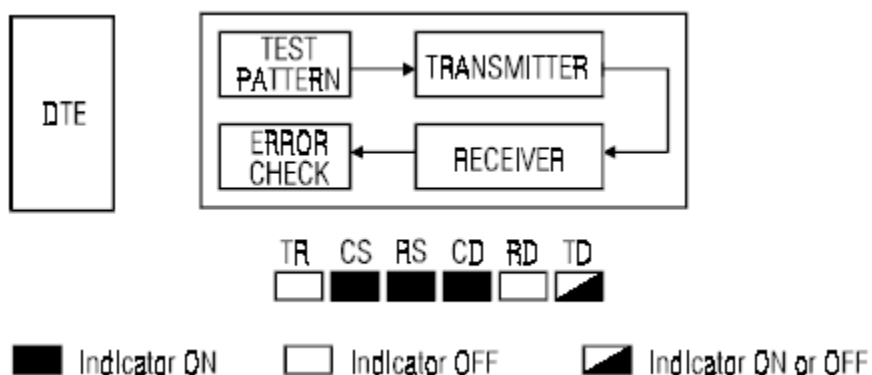 DTE
TEST
PATTERN
TRANSMITTER
ERROR
CHECK
RECEIVER
TR CS RS CD RD TD
Indicator ON
Indicator OFF
Indicator ON or OFF